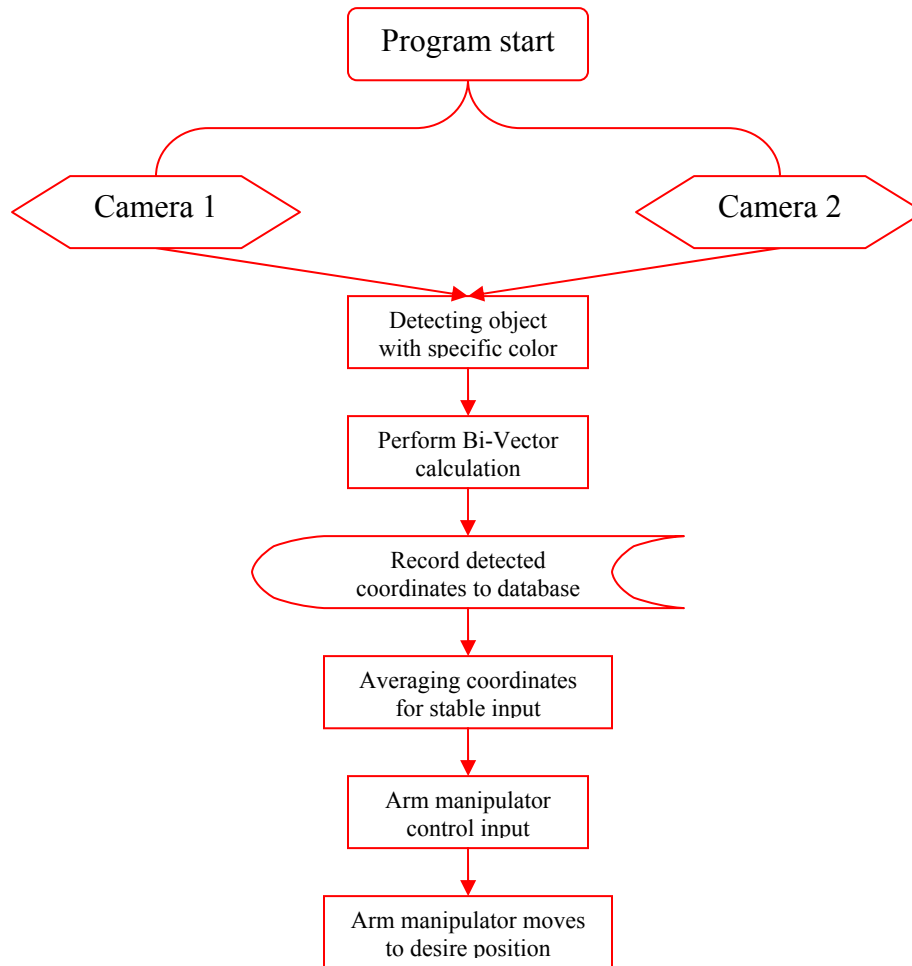 Program start
Camera 1
Camera 2
Detecting object
with specific color
Perform Bi-Vector
calculation
Record detected
coordinates to database
Averaging coordinates
for stable input
Arm manipulator
control input
Arm manipulator moves
to desire position